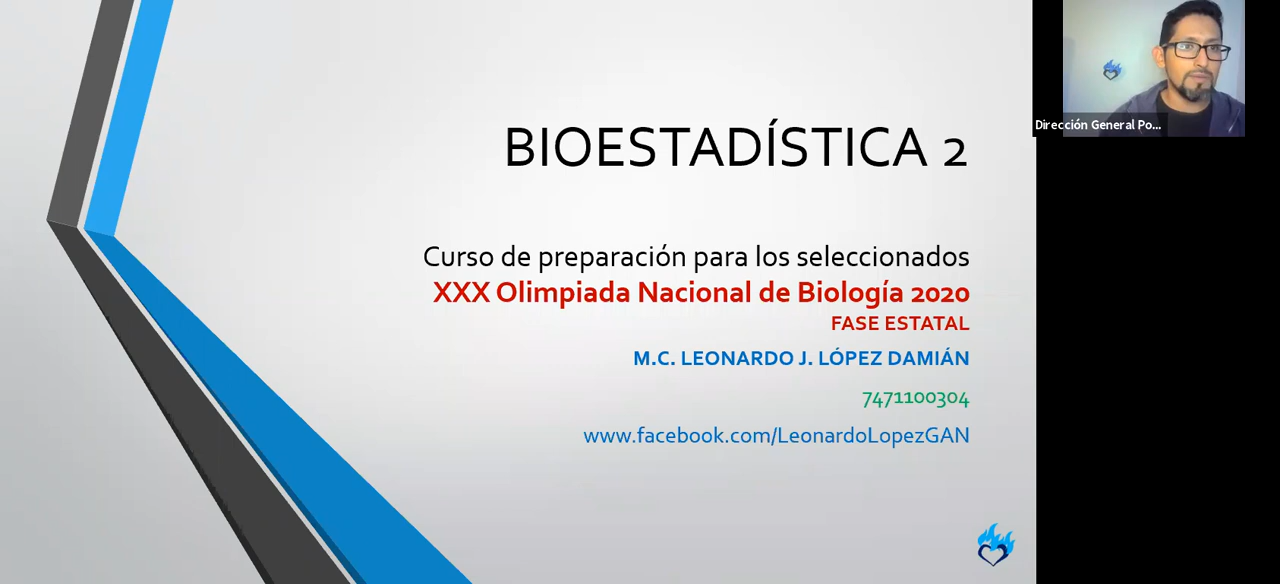 BIOESTADÍSTICA 2
Curso de preparación para los seleccionados
XXX Olimpiada Nacional de Biología 2020
FASE ESTATAL
M.C. LEONARDO J. LÓPEZ DAMIÁN
7471100304
www.facebook.com/LeonardoLopezGAN
Dirección General Po...